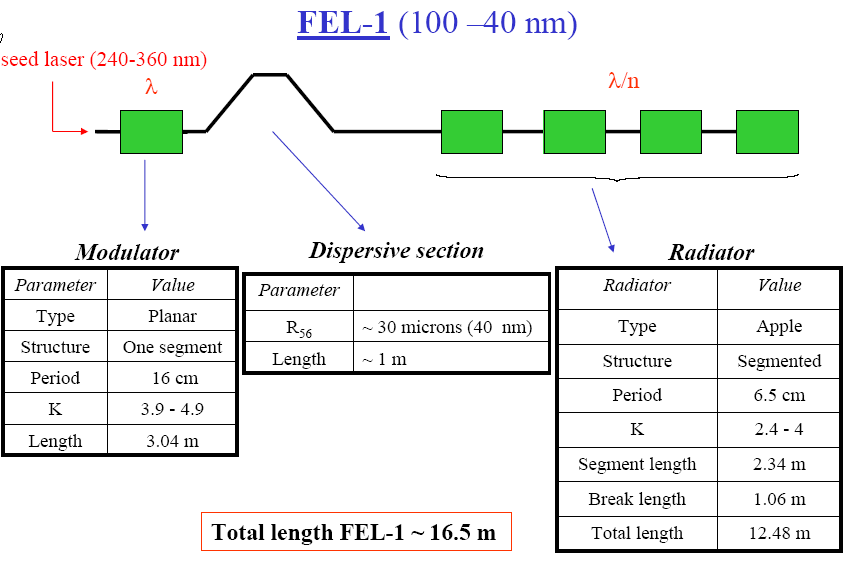 FEL-1 (100 –40 nm)
seed laser (240-360 nm)
λ
λ/n
Modulator
Parameter Value
Type Planar
Structure One segment
Period 16 cm
K 3.9 - 4.9
Length 3.04 m
Dispersive section
Parameter
R56 ~ 30 microns (40 nm)
Length ~ 1 m
Radiator
Radiator Value
Type Apple
Structure Segmented
Period 6.5 cm
K 2.4 - 4
Segment length 2.34 m
Break length 1.06 m
Total length 12.48 m
Total length FEL-1 ~ 16.5 m